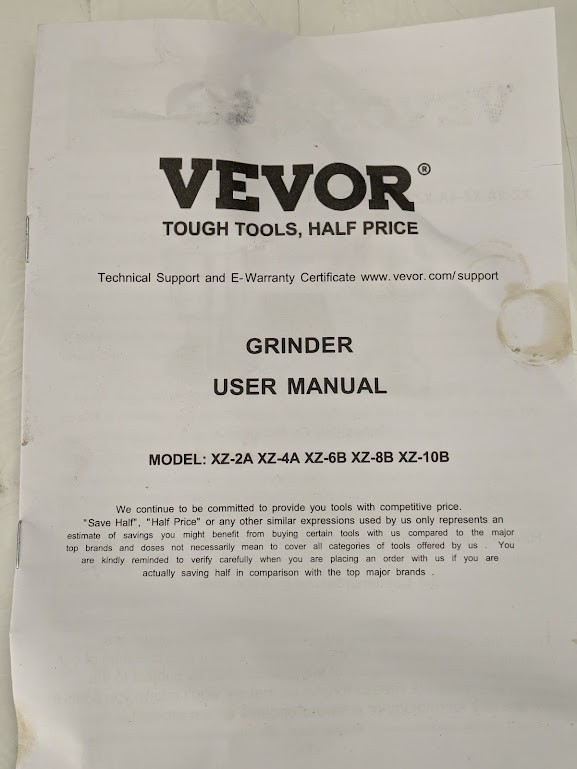 VEVOR®
TOUGH TOOLS, HALF PRICE
Technical Support and E-Warranty Certificate www.vevor.com/support
GRINDER
USER MANUAL
MODEL: XZ-2A XZ-4A XZ-6B XZ-8B XZ-10B
We continue to be committed to provide you tools with competitive price.
"Save Half", "Half Price" or any other similar expressions used by us only represents an
estimate of savings you might benefit from buying certain tools with us compared to the major
top brands and doses not necessarily mean to cover all categories of tools offered by us . You
are kindly reminded to verify carefully when you are placing an order with us if you are
actually saving half in comparison with the top major brands .